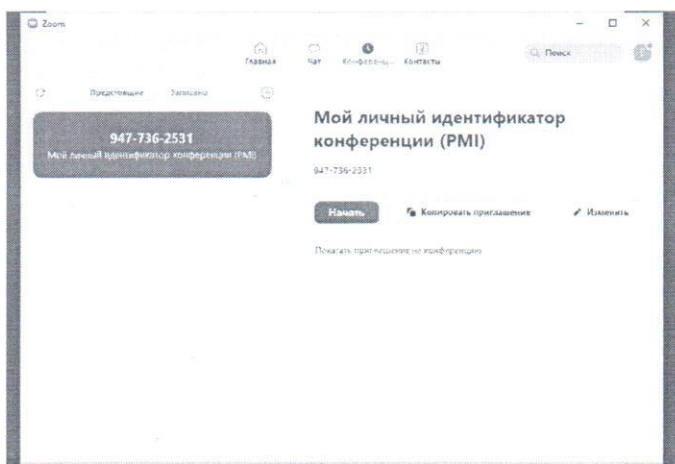 Zoom
Главная
Чат
Конференц...
Контакты
Поиск
Предстоящие
Записано
947-736-2531
Мой личный идентификатор конференции (PMI)
Мой личный идентификатор
конференции (PMI)
947-736-2531
Начать
Копировать приглашение
Изменить
Показать приглашение на конференцию